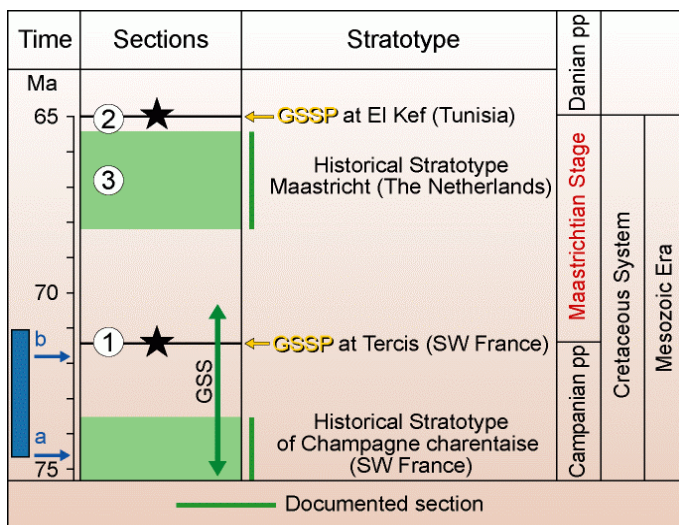 Time
Sections
Stratotype
Danian pp
Ma
65
2
GSSP at El Kef (Tunisia)
3
Historical Stratotype
Maastricht (The Netherlands)
Maastrichtian Stage
Cretaceous System
Mesozoic Era
70
b
1
GSSP at Tercis (SW France)
GSS
Campanian pp
Historical Stratotype
of Champagne charentaise
(SW France)
a
75
Documented section